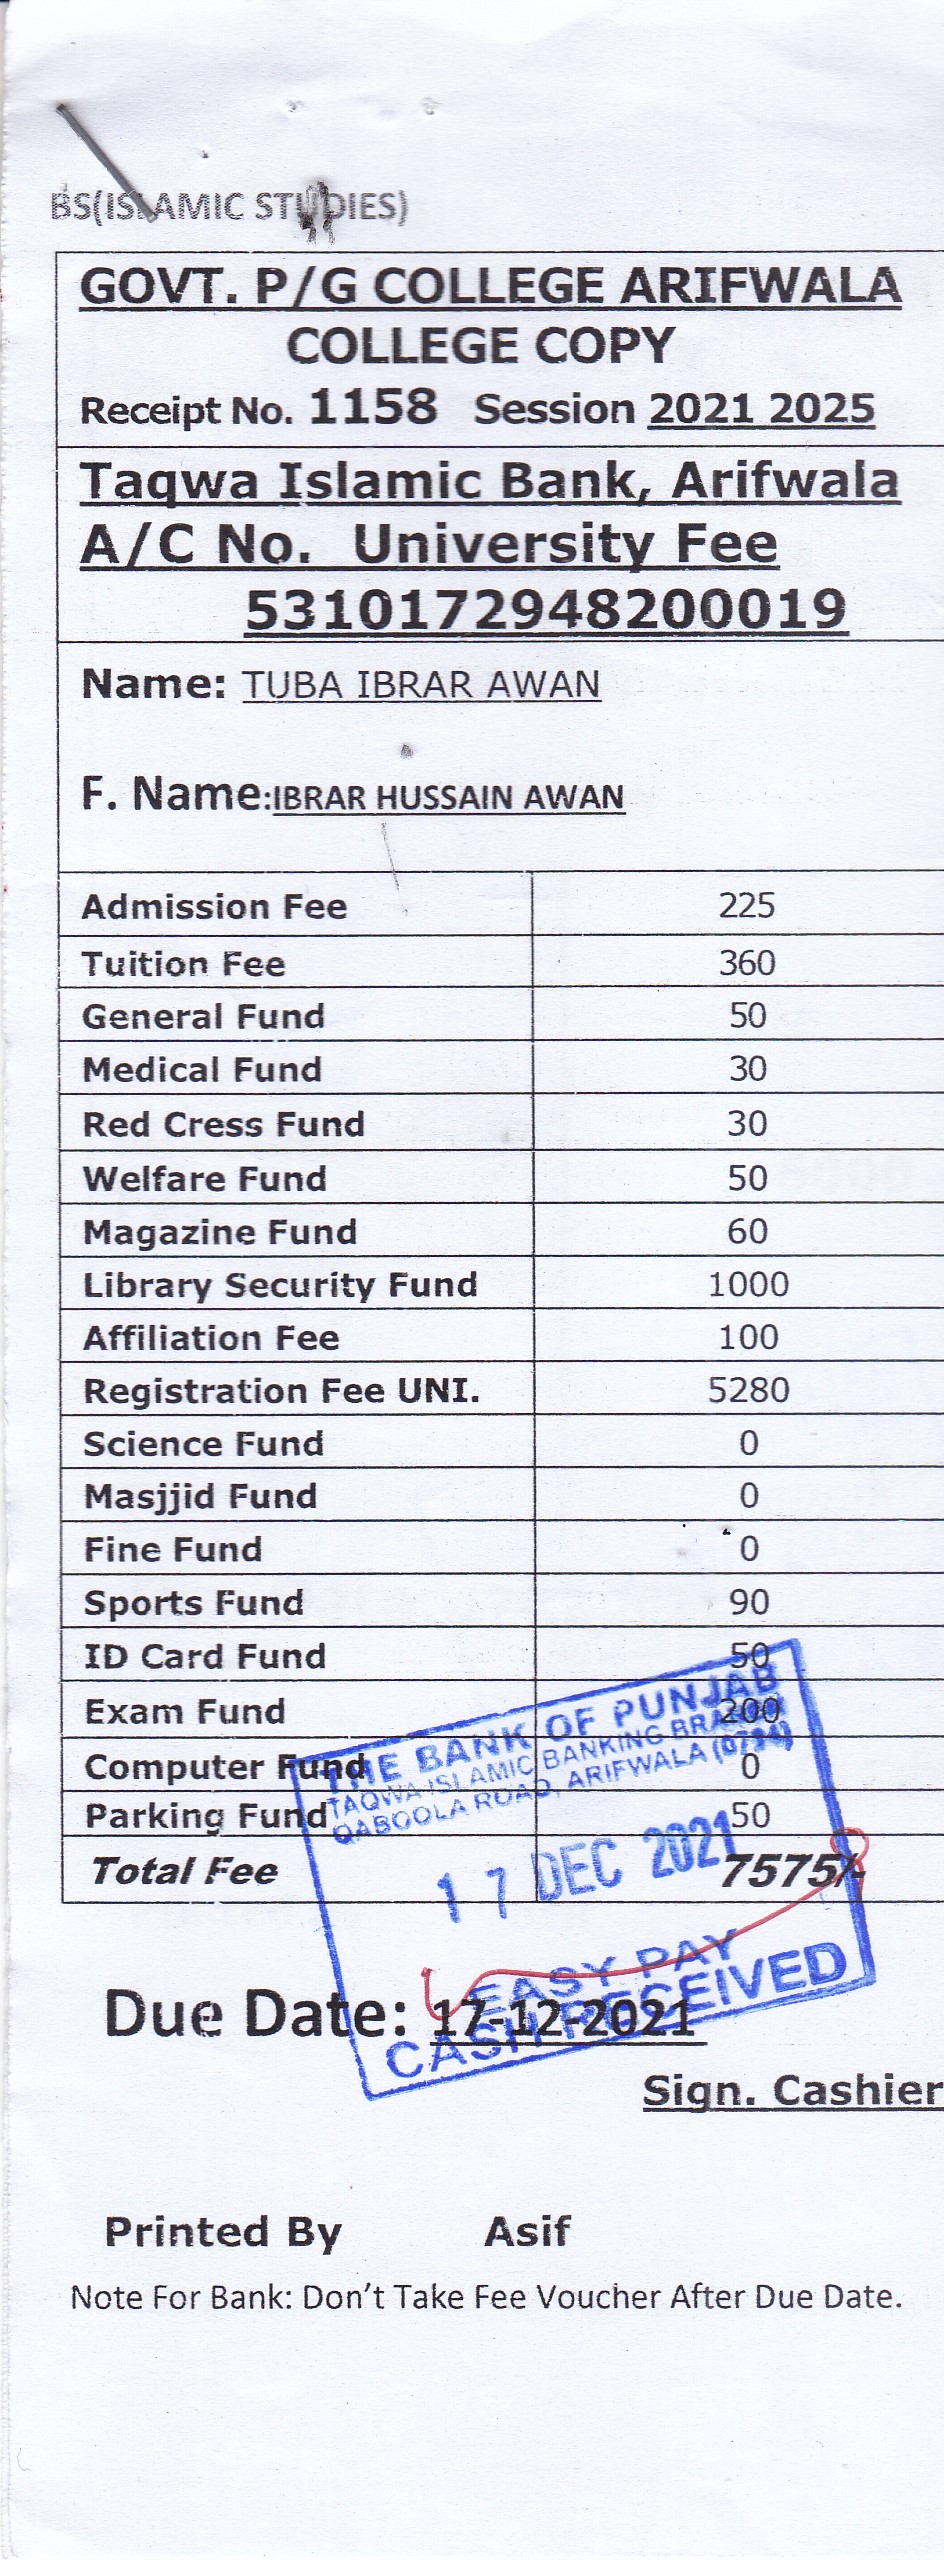 BS(ISLAMIC STUDIES)
GOVT. P/G COLLEGE ARIFWALA
COLLEGE COPY
Receipt No. 1158 Session 2021 2025
Taqwa Islamic Bank, Arifwala
A/C No. University Fee
5310172948200019
Name: TUBA IBRAR AWAN
F. Name:IBRAR HUSSAIN AWAN
Admission Fee 225
Tuition Fee 360
General Fund 50
Medical Fund 30
Red Cress Fund 30
Welfare Fund 50
Magazine Fund 60
Library Security Fund 1000
Affiliation Fee 100
Registration Fee UNI. 5280
Science Fund 0
Masjjid Fund 0
Fine Fund 0
Sports Fund 90
ID Card Fund 50
Exam Fund 200
Computer Fund 0
Parking Fund 50
Total Fee 7575/-
THE BANK OF PUNJAB
TAQWA ISLAMIC BANKING BRANCH
QABOOLA ROAD, ARIFWALA
17 DEC 2021
EASY PAY
CASH RECEIVED
Due Date: 17-12-2021
Sign. Cashier
Printed By Asif
Note For Bank: Don't Take Fee Voucher After Due Date.